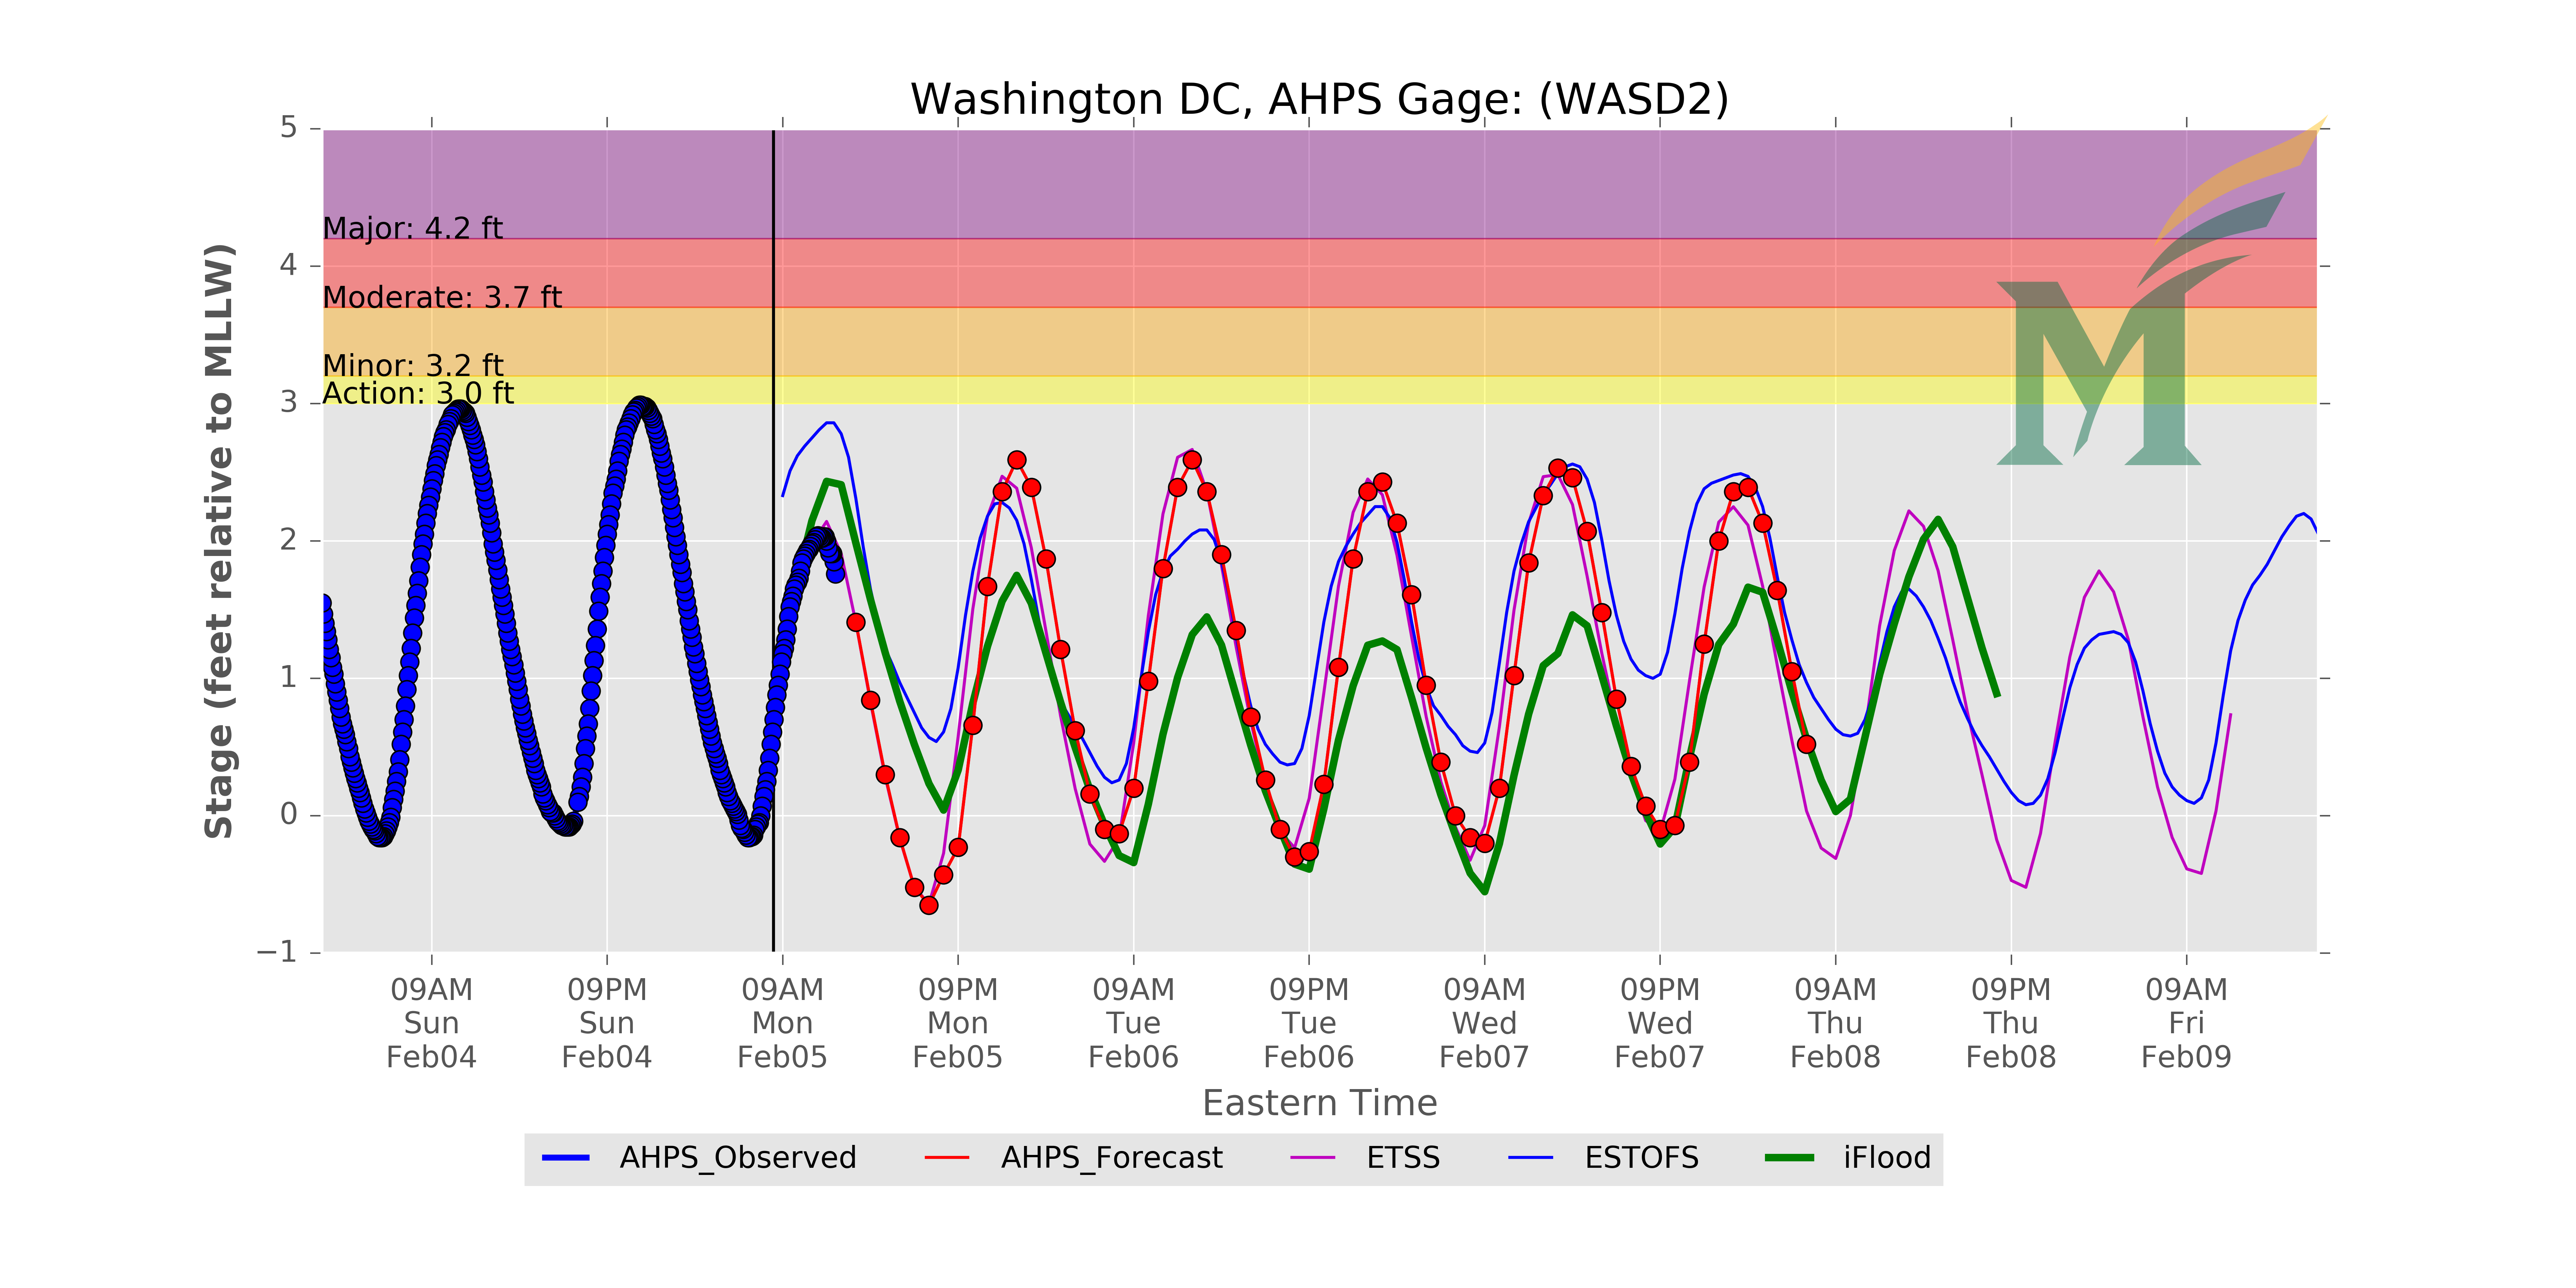 Washington DC, AHPS Gage: (WASD2)
Stage (feet relative to MLLW)
5
4
3
2
1
0
−1
Major: 4.2 ft
Moderate: 3.7 ft
Minor: 3.2 ft
Action: 3.0 ft
09AM 09PM 09AM 09PM 09AM 09PM 09AM 09PM 09AM 09PM 09AM
Sun Sun Mon Mon Tue Tue Wed Wed Thu Thu Fri
Feb04 Feb04 Feb05 Feb05 Feb06 Feb06 Feb07 Feb07 Feb08 Feb08 Feb09
Eastern Time
AHPS_Observed AHPS_Forecast ETSS ESTOFS iFlood